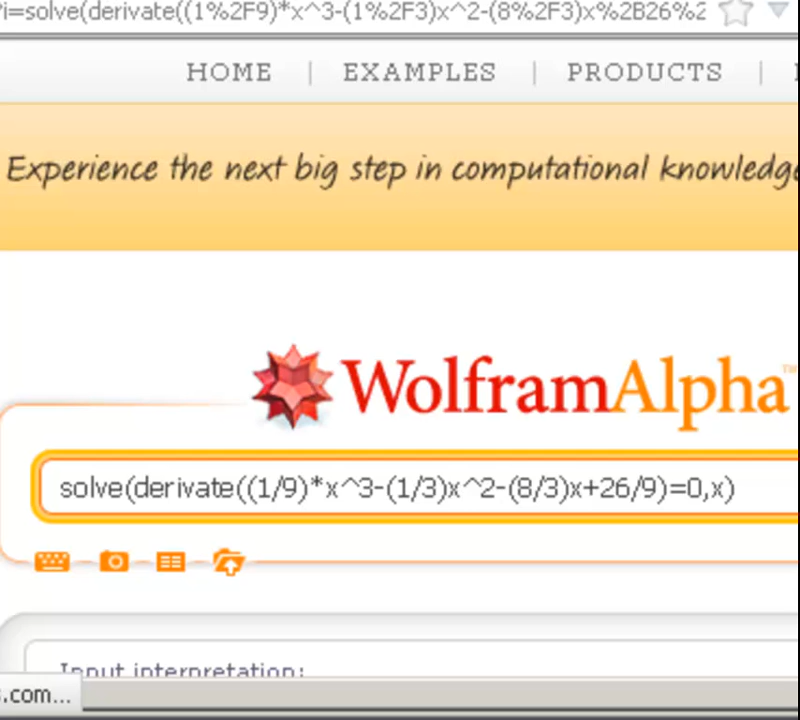 ?i=solve(derivate((1%2F9)*x^3-(1%2F3)x^2-(8%2F3)x%2B26%2
HOME | EXAMPLES | PRODUCTS |
Experience the next big step in computational knowledge
WolframAlpha™
solve(derivate((1/9)*x^3-(1/3)x^2-(8/3)x+26/9)=0,x)
Input interpretation:
s.com...